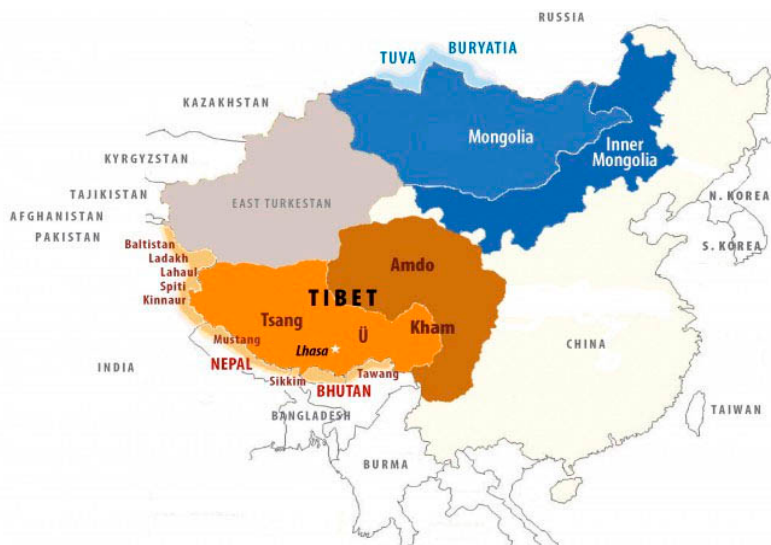 RUSSIA
TUVA
BURYATIA
KAZAKHSTAN
Mongolia
Inner
Mongolia
KYRGYZSTAN
TAJIKISTAN
EAST TURKESTAN
N. KOREA
AFGHANISTAN
PAKISTAN
Baltistan
Ladakh
Lahaul
Spiti
Kinnaur
S. KOREA
Amdo
TIBET
Tsang
Ü
Kham
Mustang
Lhasa
CHINA
INDIA
NEPAL
Sikkim
Tawang
BHUTAN
BANGLADESH
TAIWAN
BURMA